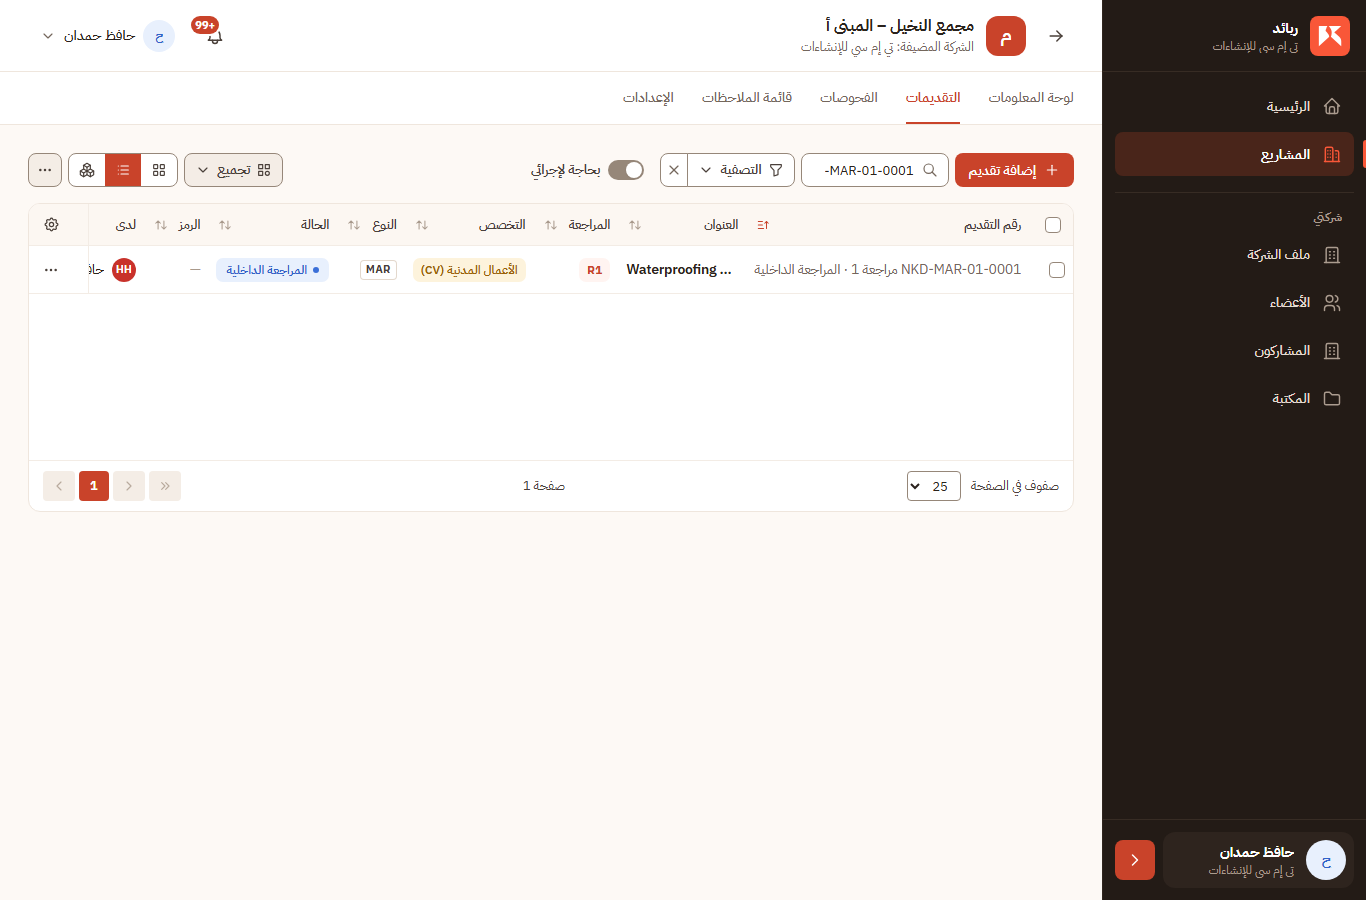 ربائد
تي إم سي للإنشاءات
الرئيسية
المشاريع
شركتي
ملف الشركة
الأعضاء
المشاركون
المكتبة
حافظ حمدان
تي إم سي للإنشاءات
ح
م
مجمع النخيل – المبنى أ
الشركة المضيفة: تي إم سي للإنشاءات
99+
ح حافظ حمدان
لوحة المعلومات التقديمات الفحوصات قائمة الملاحظات الإعدادات
إضافة تقديم -MAR-01-0001 التصفية بحاجة لإجرائي تجميع
رقم التقديم العنوان المراجعة التخصص النوع الحالة الرمز لدى
NKD-MAR-01-0001 مراجعة 1 · المراجعة الداخلية Waterproofing ... R1 الأعمال المدنية (CV) MAR المراجعة الداخلية — HH حاف
صفوف في الصفحة 25 صفحة 1 1